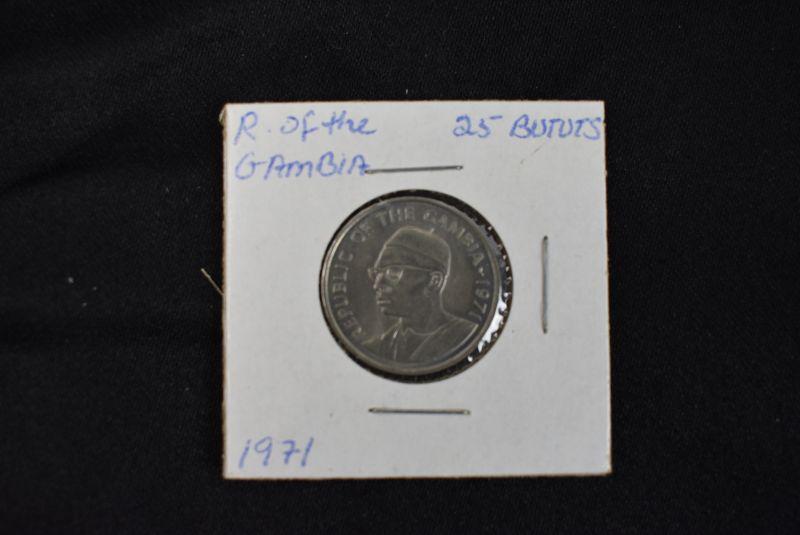 R. of the 25 BUTUTS
GAMBIA
REPUBLIC OF THE GAMBIA • 1971
1971